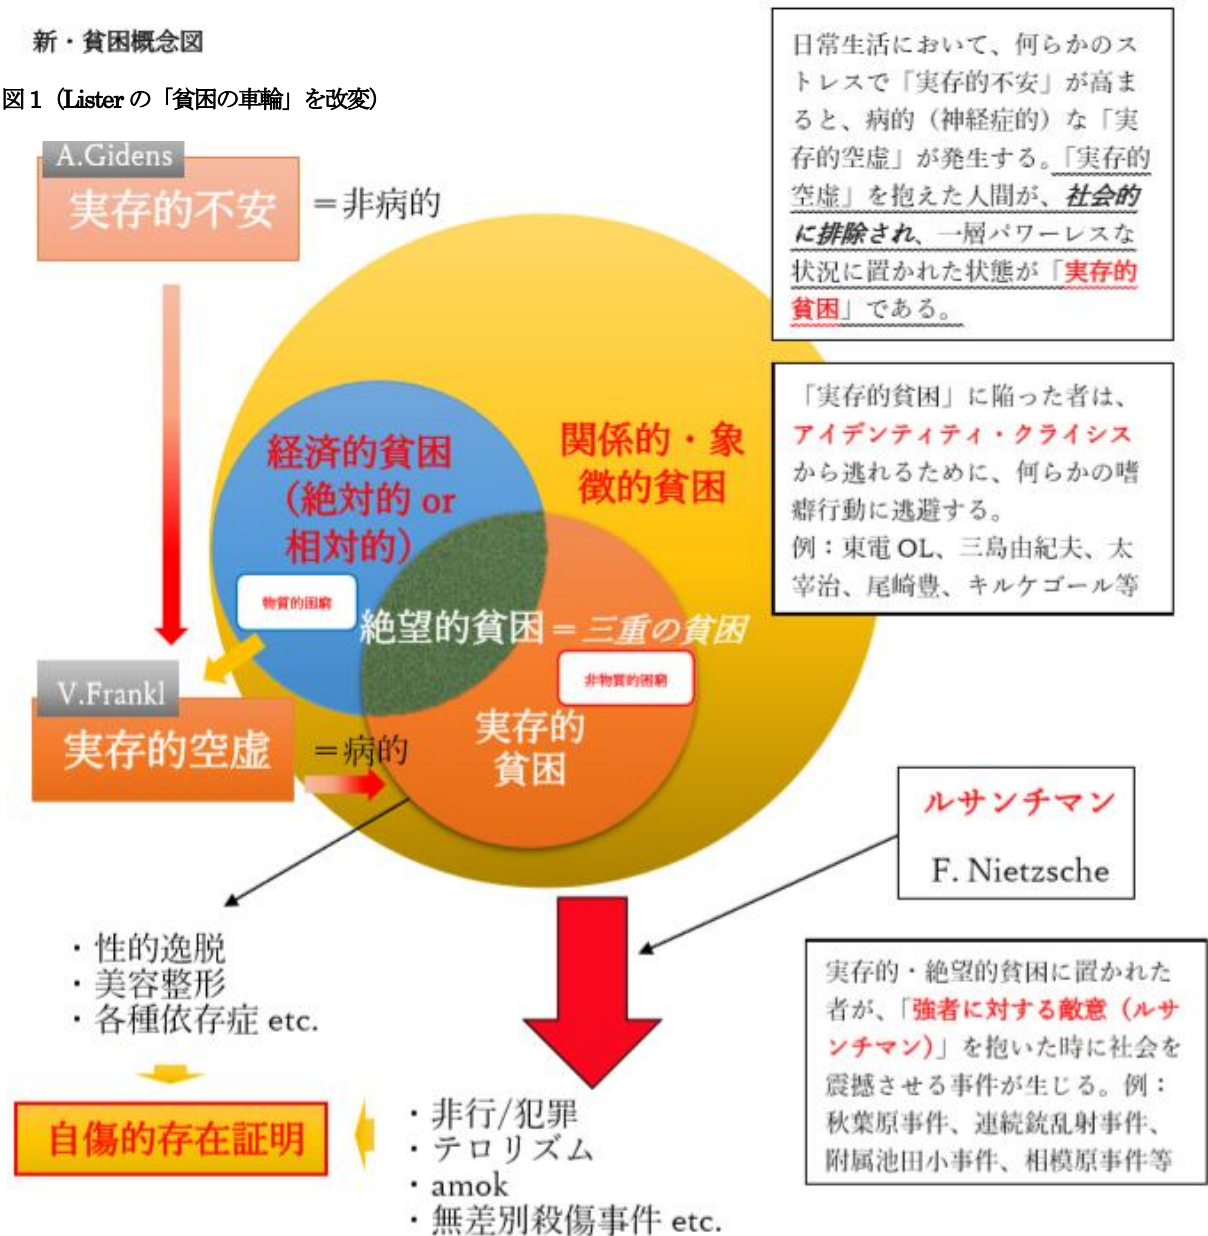 新・貧困概念図
図1（Listerの「貧困の車輪」を改変）
A.Gidens
実存的不安
＝非病的
日常生活において、何らかのス
トレスで「実存的不安」が高ま
ると、病的（神経症的）な「実
存的空虚」が発生する。「実存的
空虚」を抱えた人間が、社会的
に排除され、一層パワーレスな
状況に置かれた状態が「実存的
貧困」である。
「実存的貧困」に陥った者は、
アイデンティティ・クライシス
から逃れるために、何らかの嗜
癖行動に逃避する。
例：東電OL、三島由紀夫、太
宰治、尾崎豊、キルケゴール等
関係的・象
徴的貧困
経済的貧困
（絶対的 or
相対的）
物質的困窮
絶望的貧困＝三重の貧困
非物質的困窮
実存的
貧困
V.Frankl
実存的空虚
＝病的
ルサンチマン
F. Nietzsche
・性的逸脱
・美容整形
・各種依存症 etc.
実存的・絶望的貧困に置かれた
者が、「強者に対する敵意（ルサ
ンチマン）」を抱いた時に社会を
震撼させる事件が生じる。例：
秋葉原事件、連続銃乱射事件、
附属池田小事件、相模原事件等
自傷的存在証明
・非行/犯罪
・テロリズム
・amok
・無差別殺傷事件 etc.